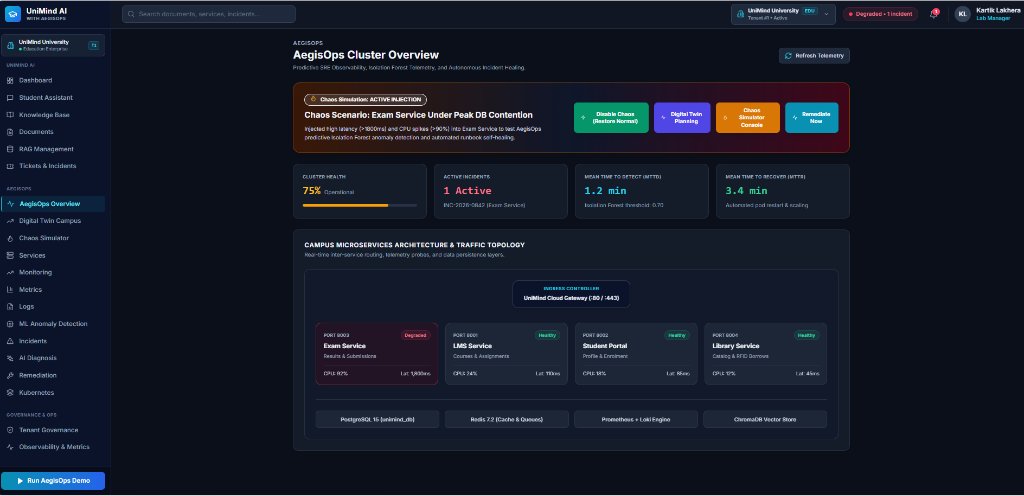 UniMind AI
WITH AEGISOPS
Search documents, services, incidents...
UniMind University EDU
Tenant #1 • Active
Degraded • 1 Incident
1
KL
Kartik Lakhera
Lab Manager
UniMind University
Education Enterprise
T1
UNIMIND AI
Dashboard
Student Assistant
Knowledge Base
Documents
RAG Management
Tickets & Incidents
AEGISOPS
AegisOps Overview
Digital Twin Campus
Chaos Simulator
Services
Monitoring
Metrics
Logs
ML Anomaly Detection
Incidents
AI Diagnosis
Remediation
Kubernetes
GOVERNANCE & OPS
Tenant Governance
Observability & Metrics
Run AegisOps Demo
AEGISOPS
AegisOps Cluster Overview
Predictive SRE Observability, Isolation Forest Telemetry, and Autonomous Incident Healing.
Refresh Telemetry
Chaos Simulation: ACTIVE INJECTION
Chaos Scenario: Exam Service Under Peak DB Contention
Injected high latency (>1800ms) and CPU spikes (>90%) into Exam Service to test AegisOps
predictive Isolation Forest anomaly detection and automated runbook self-healing.
Disable Chaos
(Restore Normal)
Digital Twin
Planning
Chaos
Simulator
Console
Remediate
Now
CLUSTER HEALTH
75% Operational
ACTIVE INCIDENTS
1 Active
INC-2026-0842 (Exam Service)
MEAN TIME TO DETECT (MTTD)
1.2 min
Isolation Forest threshold: 0.70
MEAN TIME TO RECOVER (MTTR)
3.4 min
Automated pod restart & scaling
CAMPUS MICROSERVICES ARCHITECTURE & TRAFFIC TOPOLOGY
Real-time inter-service routing, telemetry probes, and data persistence layers.
INGRESS CONTROLLER
UniMind Cloud Gateway (:80 / :443)
PORT 8003 Degraded
Exam Service
Results & Submissions
CPU: 92% Lat: 1,800ms
PORT 8001 Healthy
LMS Service
Courses & Assignments
CPU: 24% Lat: 110ms
PORT 8002 Healthy
Student Portal
Profile & Enrolment
CPU: 18% Lat: 85ms
PORT 8004 Healthy
Library Service
Catalog & RFID Borrows
CPU: 12% Lat: 45ms
PostgreSQL 15 (unimind_db)
Redis 7.2 (Cache & Queues)
Prometheus + Loki Engine
ChromaDB Vector Store